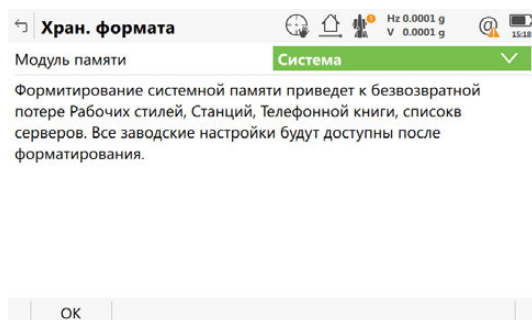 Хран. формата
Hz 0.0001 g
V 0.0001 g
15:18
Модуль памяти
Система
Формитирование системной памяти приведет к безвозвратной
потере Рабочих стилей, Станций, Телефонной книги, списокв
серверов. Все заводские настройки будут доступны после
форматирования.
OK